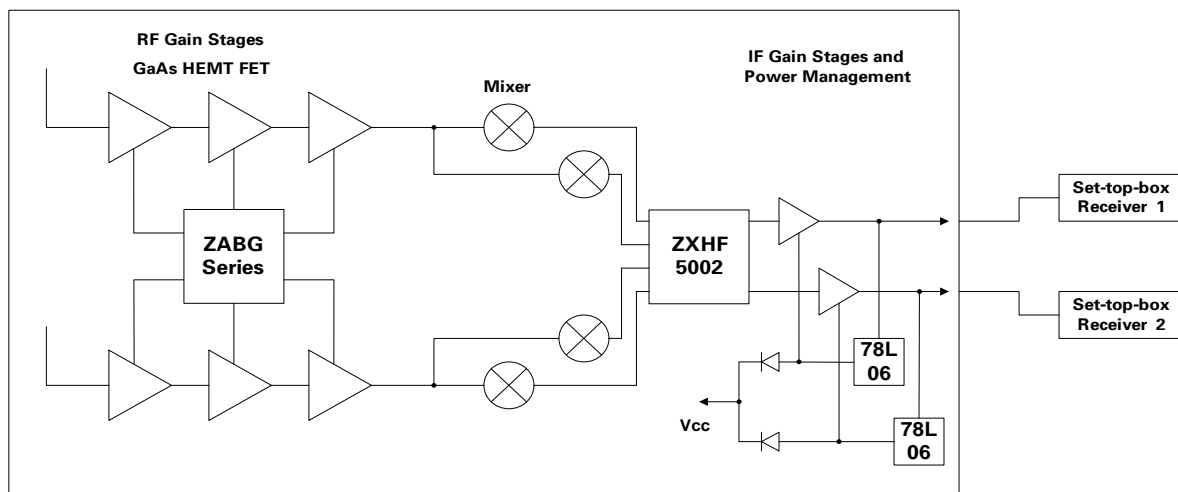 RF Gain Stages
GaAs HEMT FET
Mixer
IF Gain Stages and
Power Management
ZABG
Series
ZXHF
5002
Set-top-box
Receiver 1
Set-top-box
Receiver 2
78L
06
Vcc
78L
06